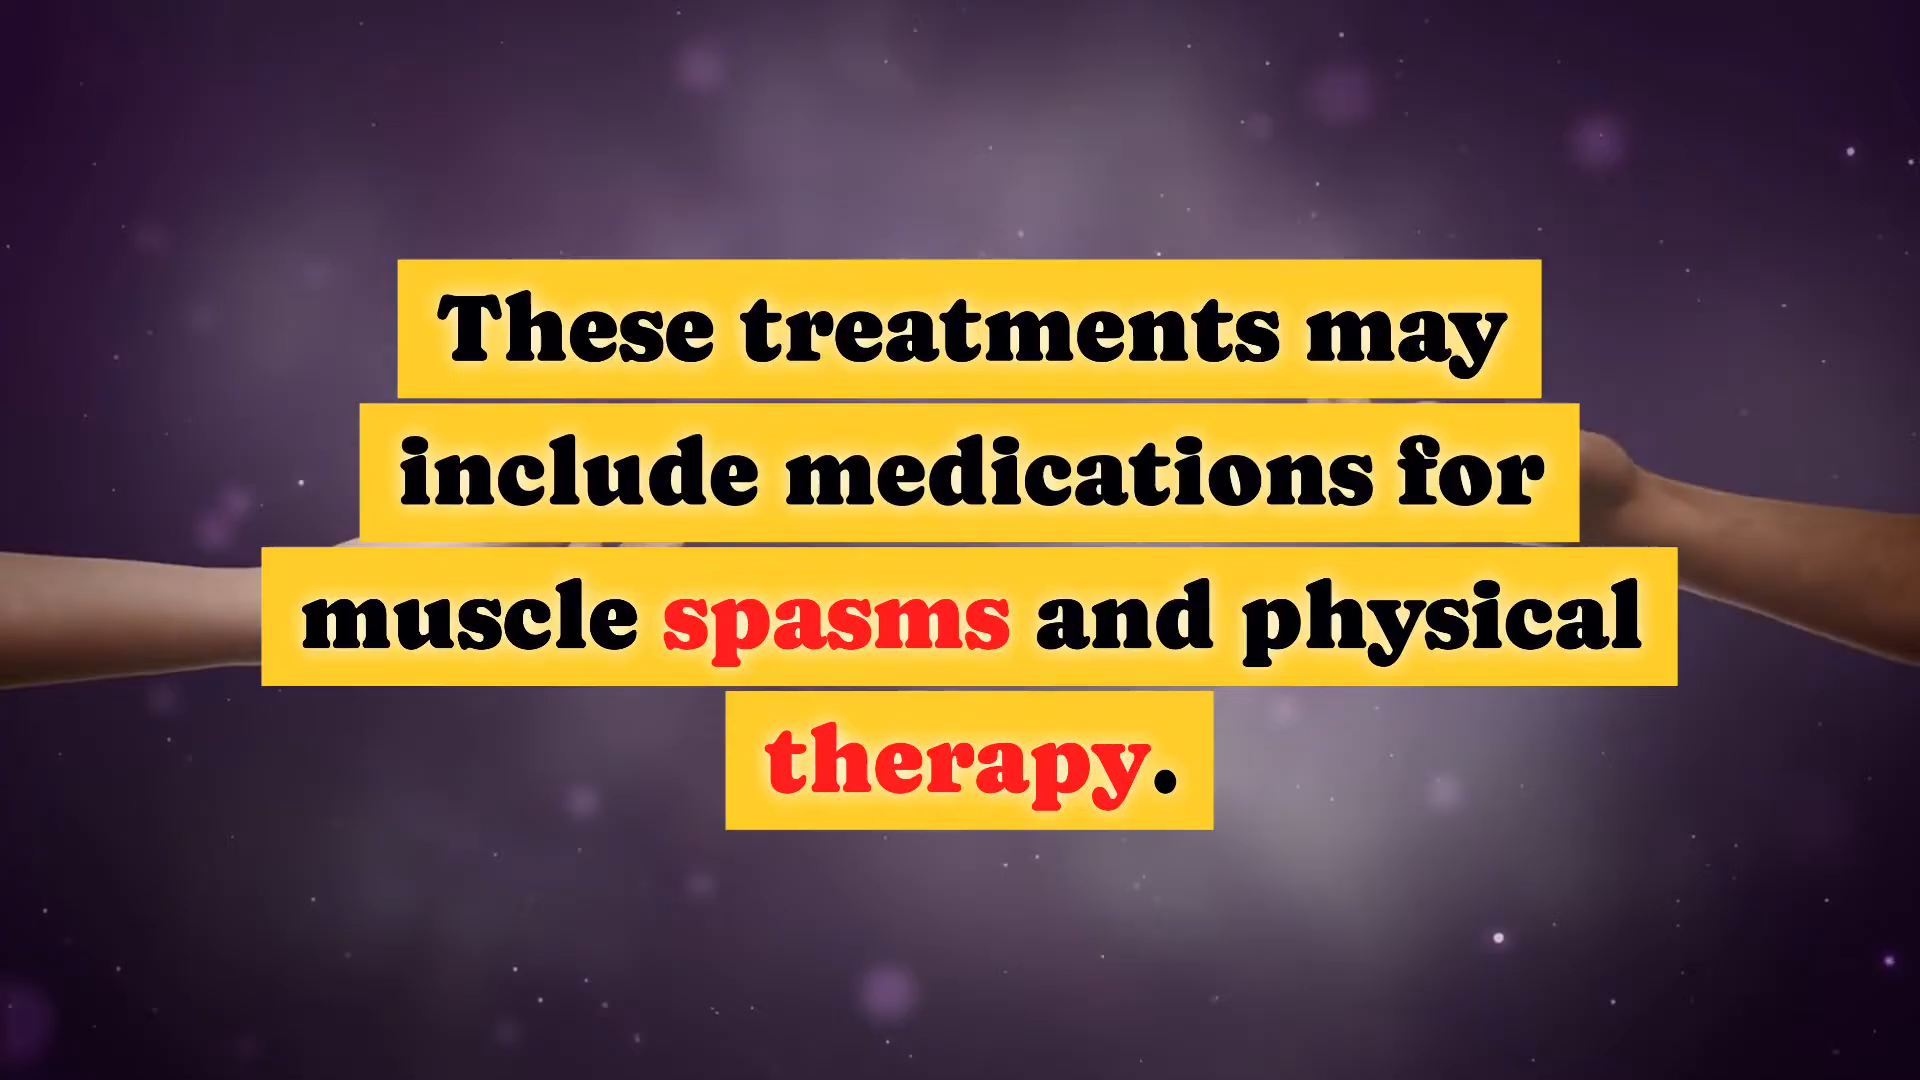 These treatments may
include medications for
muscle spasms and physical
therapy.